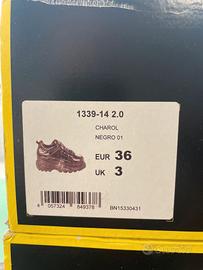 1339-14 2.0
CHAROL
NEGRO 01
EUR 36
UK 3
8 057324 849378
BN15330431